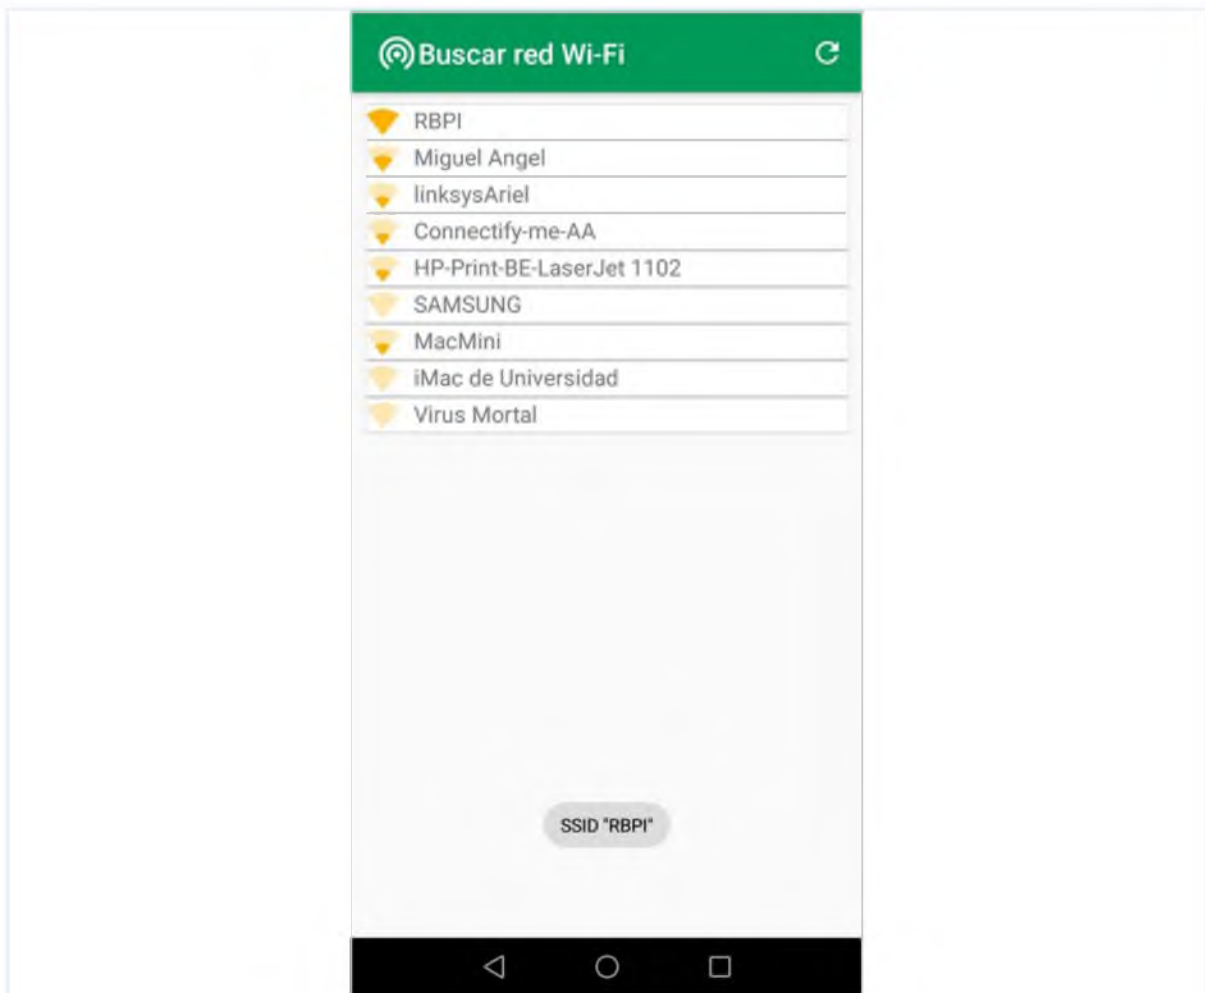 Buscar red Wi-Fi
RBPI
Miguel Angel
linksysAriel
Connectify-me-AA
HP-Print-BE-LaserJet 1102
SAMSUNG
MacMini
iMac de Universidad
Virus Mortal
SSID "RBPI"